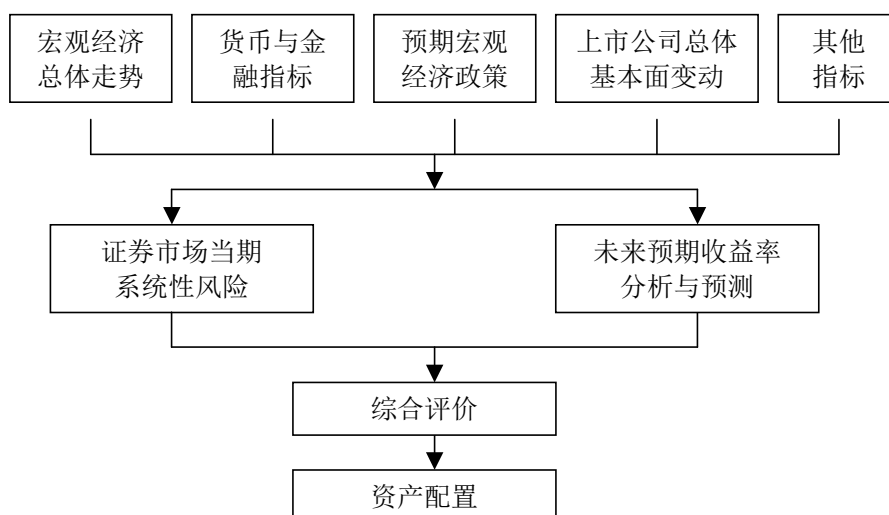 宏观经济
总体走势
货币与金
融指标
预期宏观
经济政策
上市公司总体
基本面变动
其他
指标
证券市场当期
系统性风险
未来预期收益率
分析与预测
综合评价
资产配置